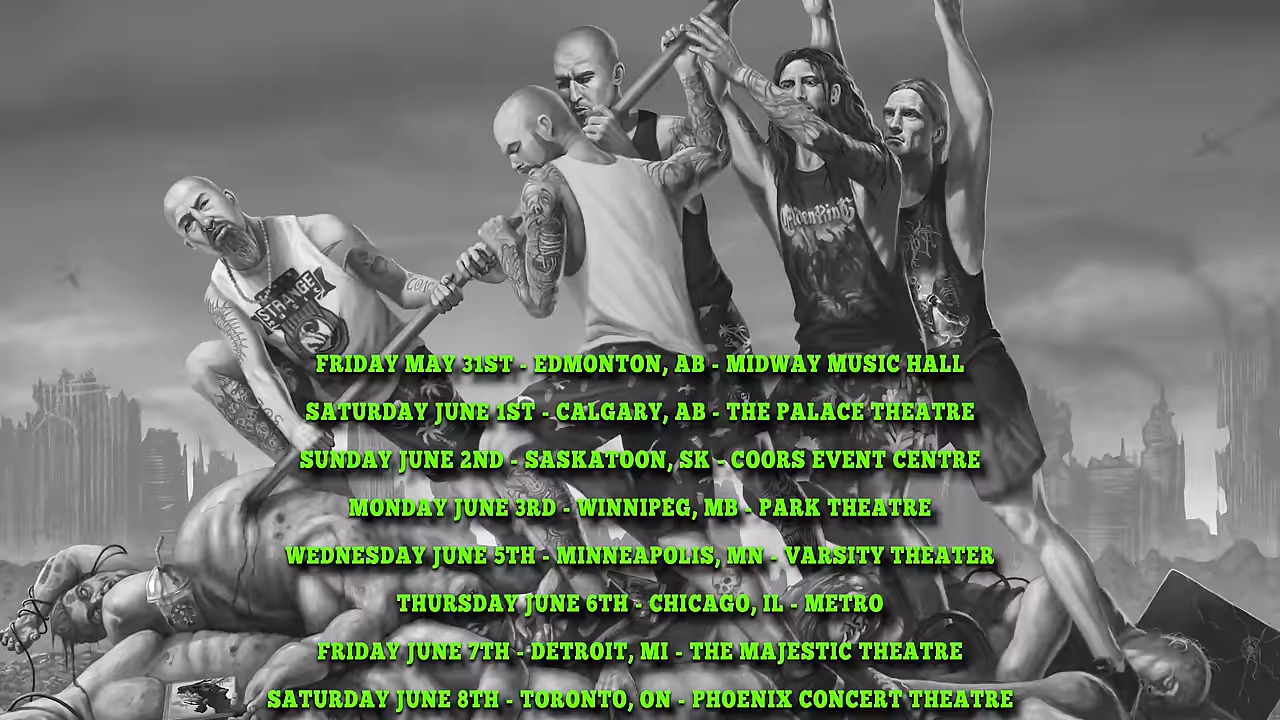 STRANGE
FRIDAY MAY 31ST - EDMONTON, AB - MIDWAY MUSIC HALL
SATURDAY JUNE 1ST - CALGARY, AB - THE PALACE THEATRE
SUNDAY JUNE 2ND - SASKATOON, SK - COORS EVENT CENTRE
MONDAY JUNE 3RD - WINNIPEG, MB - PARK THEATRE
WEDNESDAY JUNE 5TH - MINNEAPOLIS, MN - VARSITY THEATER
THURSDAY JUNE 6TH - CHICAGO, IL - METRO
FRIDAY JUNE 7TH - DETROIT, MI - THE MAJESTIC THEATRE
SATURDAY JUNE 8TH - TORONTO, ON - PHOENIX CONCERT THEATRE